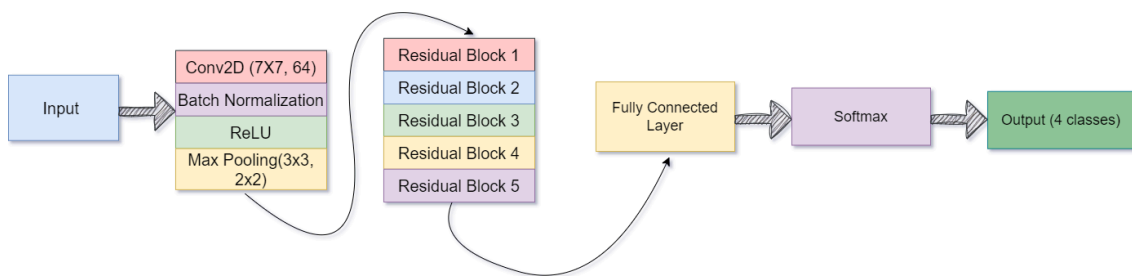 Input
Conv2D (7X7, 64)
Batch Normalization
ReLU
Max Pooling(3x3,
2x2)
Residual Block 1
Residual Block 2
Residual Block 3
Residual Block 4
Residual Block 5
Fully Connected
Layer
Softmax
Output (4 classes)